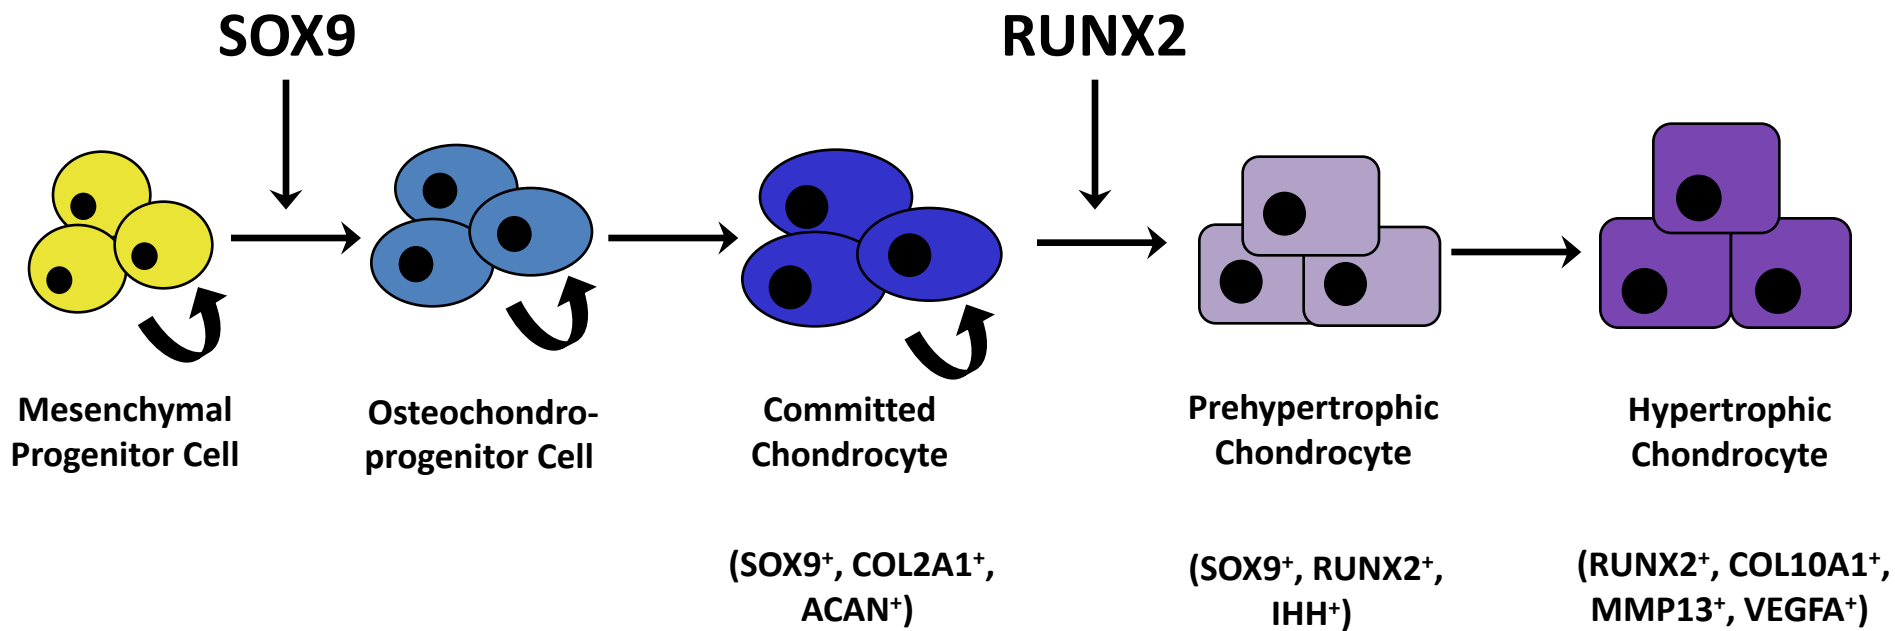 SOX9
RUNX2
Mesenchymal
Progenitor Cell
Osteochondro-
progenitor Cell
Committed
Chondrocyte
Prehypertrophic
Chondrocyte
Hypertrophic
Chondrocyte
(SOX9⁺, COL2A1⁺,
ACAN⁺)
(SOX9⁺, RUNX2⁺,
IHH⁺)
(RUNX2⁺, COL10A1⁺,
MMP13⁺, VEGFA⁺)